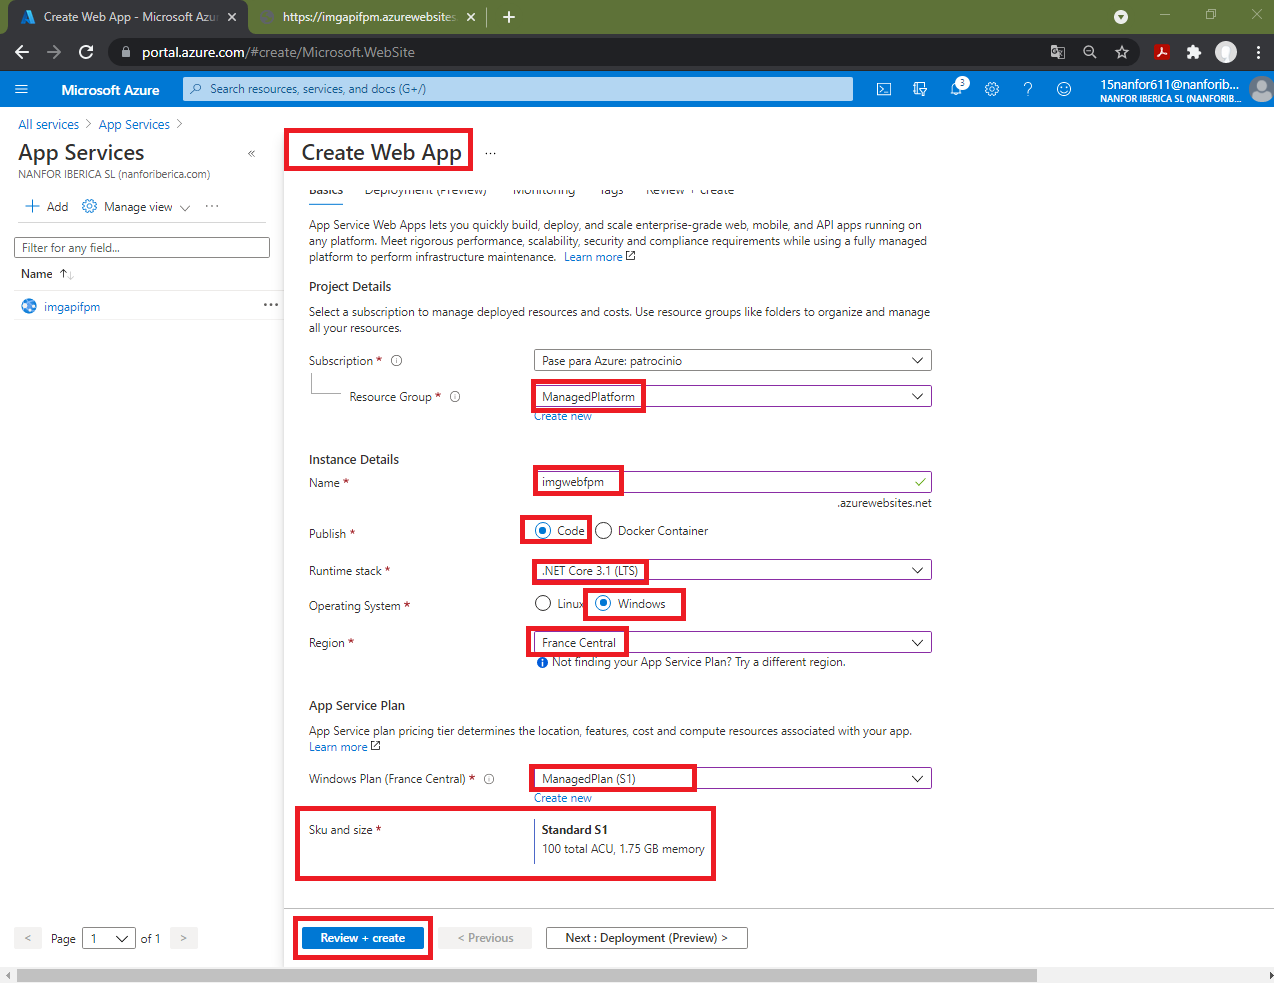 Create Web App - Microsoft Azur
https://imgapifpm.azurewebsites.
portal.azure.com/#create/Microsoft.WebSite
Microsoft Azure
Search resources, services, and docs (G+/)
3
15nanfor611@nanforib...
NANFOR IBERICA SL (NANFORIB...
All services > App Services >
App Services
«
NANFOR IBERICA SL (nanforiberica.com)
+ Add
Manage view
...
Filter for any field...
Name ↑↓
imgapifpm
...
Create Web App
...
Basics Deployment (Preview) Monitoring Tags Review + create
App Service Web Apps lets you quickly build, deploy, and scale enterprise-grade web, mobile, and API apps running on
any platform. Meet rigorous performance, scalability, security and compliance requirements while using a fully managed
platform to perform infrastructure maintenance. Learn more
Project Details
Select a subscription to manage deployed resources and costs. Use resource groups like folders to organize and manage
all your resources.
Subscription *
Pase para Azure: patrocinio
Resource Group *
ManagedPlatform
Create new
Instance Details
Name *
imgwebfpm
.azurewebsites.net
Publish *
Code
Docker Container
Runtime stack *
.NET Core 3.1 (LTS)
Operating System *
Linux
Windows
Region *
France Central
Not finding your App Service Plan? Try a different region.
App Service Plan
App Service plan pricing tier determines the location, features, cost and compute resources associated with your app.
Learn more
Windows Plan (France Central) *
ManagedPlan (S1)
Create new
Sku and size *
Standard S1
100 total ACU, 1.75 GB memory
< Page 1 of 1 >
Review + create
< Previous
Next : Deployment (Preview) >